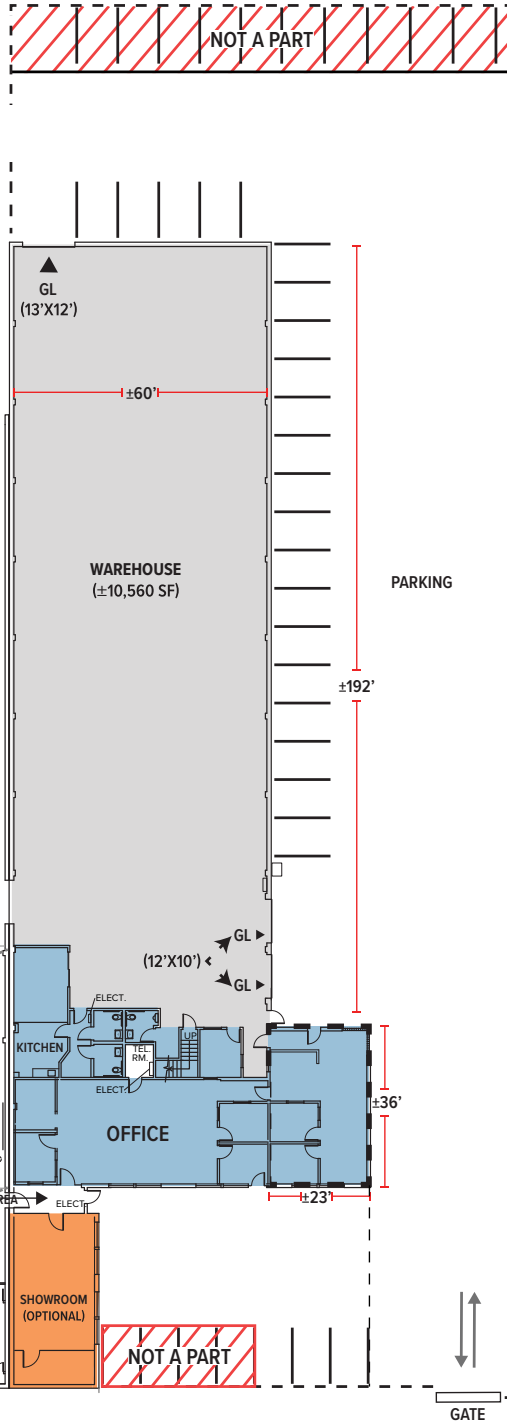 NOT A PART
GL
(13'X12')
±60'
WAREHOUSE
(±10,560 SF)
PARKING
±192'
GL
(12'X10')
GL
ELECT.
KITCHEN
UP
TEL.
RM.
ELECT.
OFFICE
±36'
±23'
REA
ELECT.
SHOWROOM
(OPTIONAL)
NOT A PART
GATE